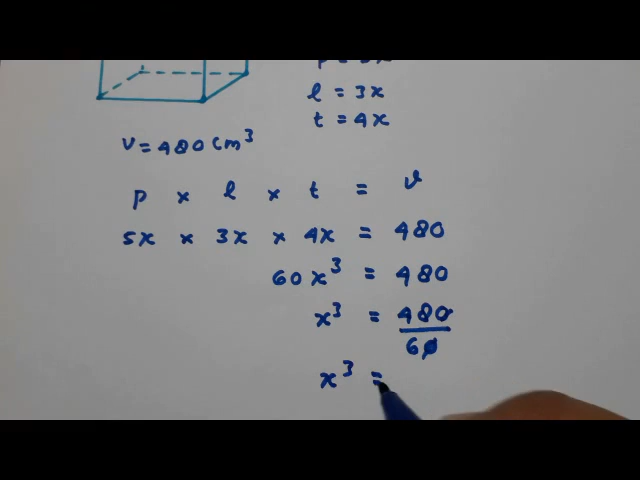 l = 3x
t = 4x
V = 480 cm³
p x l x t = v
5x x 3x x 4x = 480
60x³ = 480
x³ = 480/60
x³ =